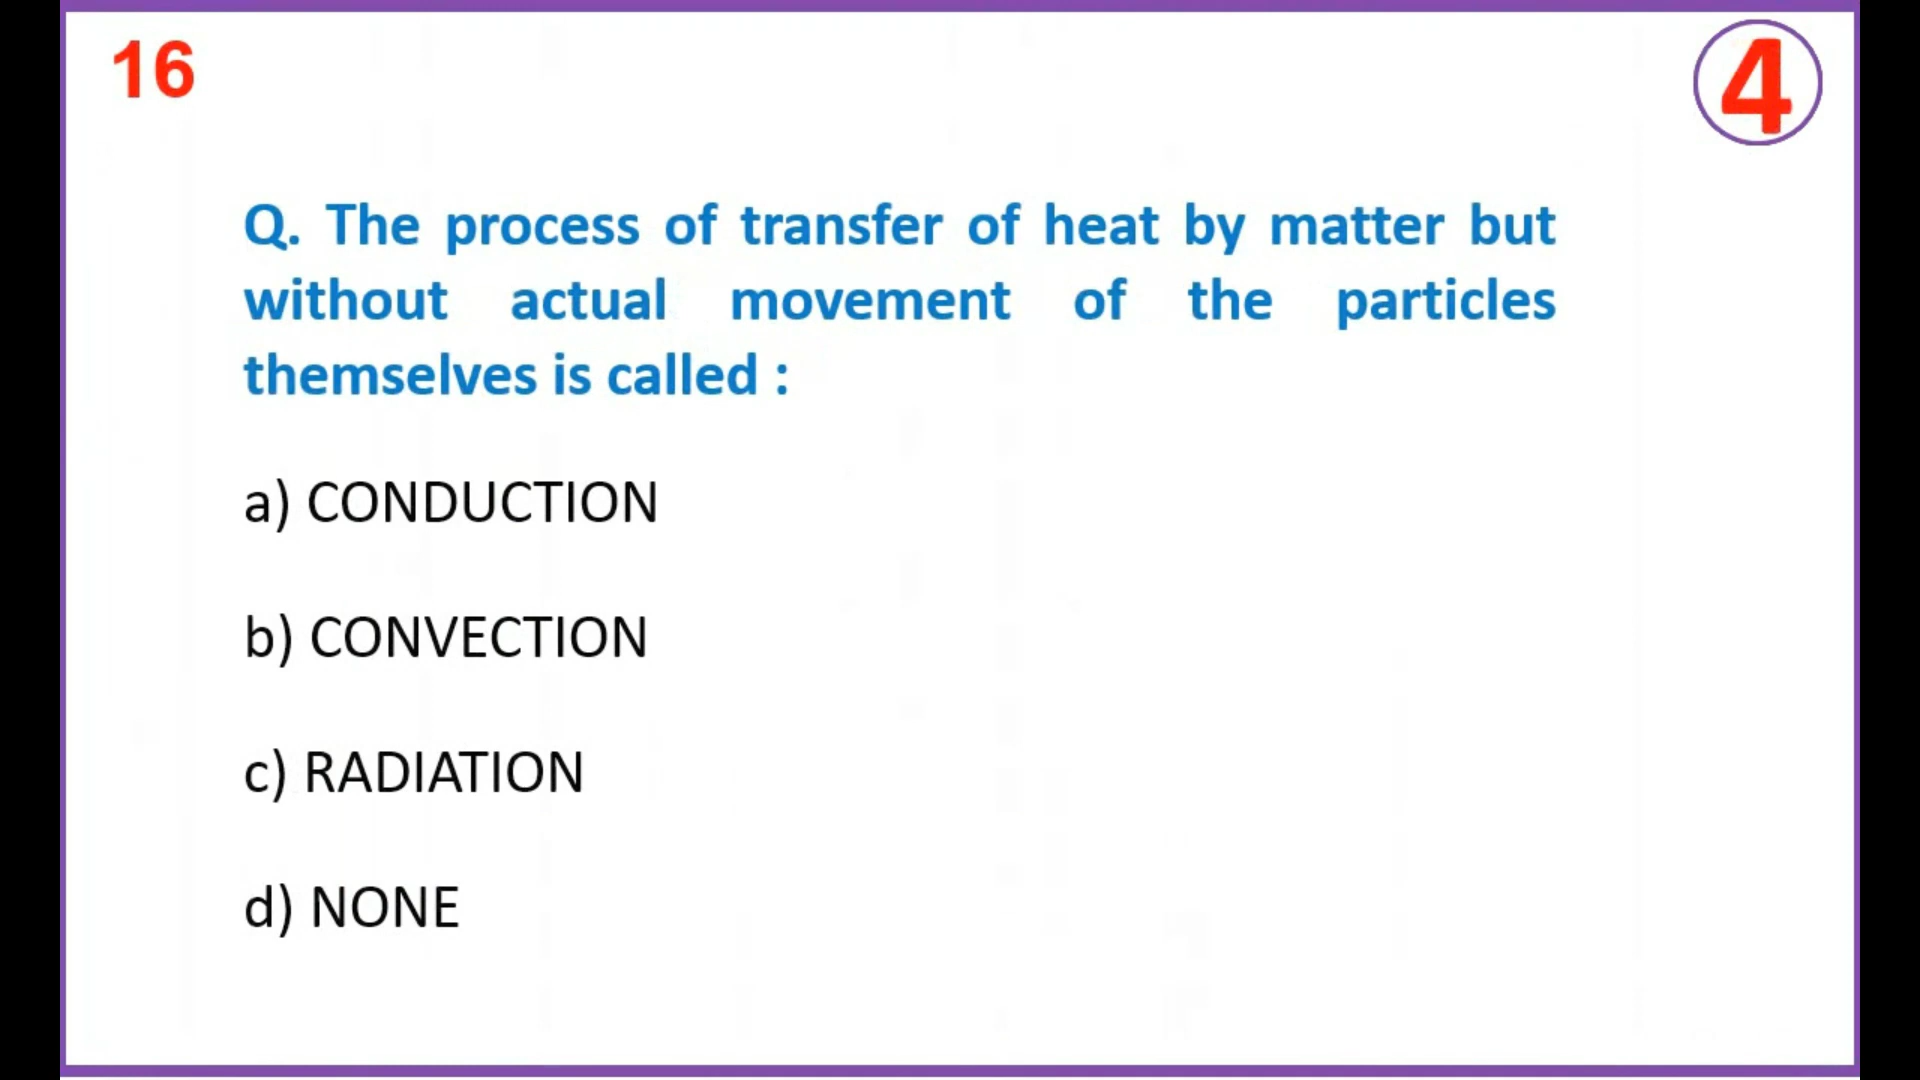 16
4
Q. The process of transfer of heat by matter but
without actual movement of the particles
themselves is called :
a) CONDUCTION
b) CONVECTION
c) RADIATION
d) NONE